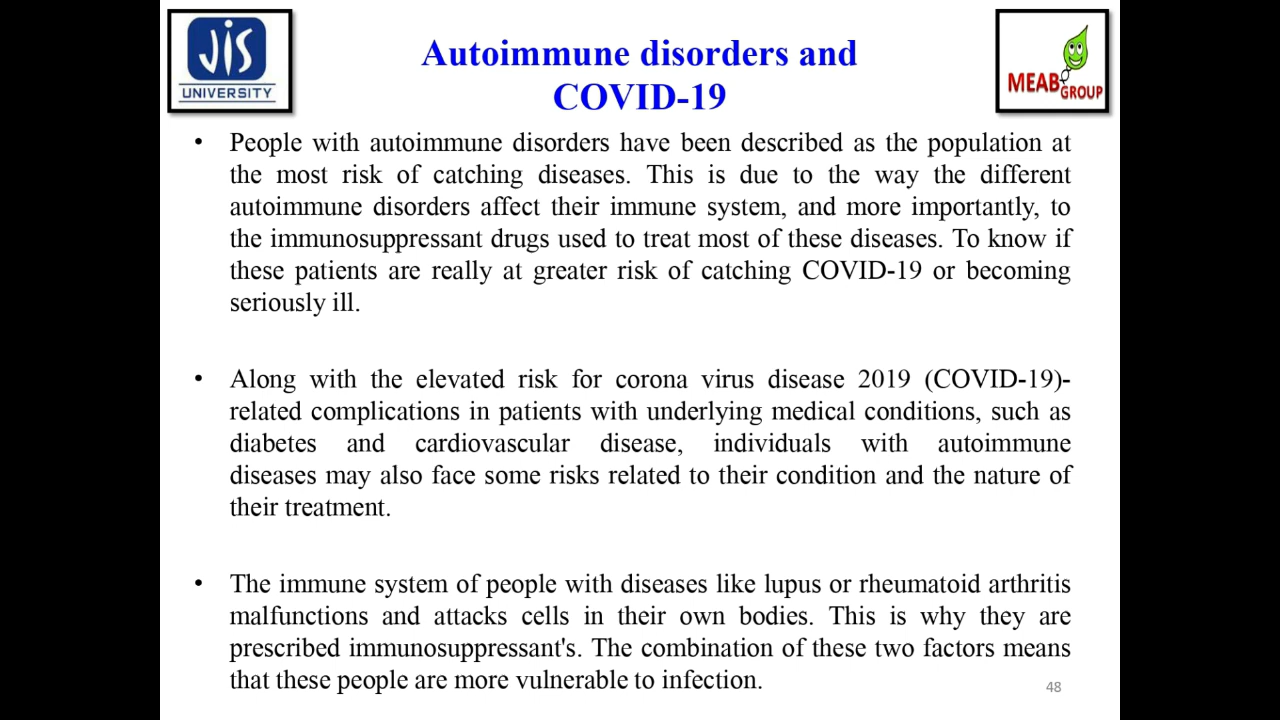 JIS
UNIVERSITY
Autoimmune disorders and
COVID-19
MEAB
GROUP
• People with autoimmune disorders have been described as the population at
the most risk of catching diseases. This is due to the way the different
autoimmune disorders affect their immune system, and more importantly, to
the immunosuppressant drugs used to treat most of these diseases. To know if
these patients are really at greater risk of catching COVID-19 or becoming
seriously ill.
• Along with the elevated risk for corona virus disease 2019 (COVID-19)-
related complications in patients with underlying medical conditions, such as
diabetes and cardiovascular disease, individuals with autoimmune
diseases may also face some risks related to their condition and the nature of
their treatment.
• The immune system of people with diseases like lupus or rheumatoid arthritis
malfunctions and attacks cells in their own bodies. This is why they are
prescribed immunosuppressant's. The combination of these two factors means
that these people are more vulnerable to infection.
48